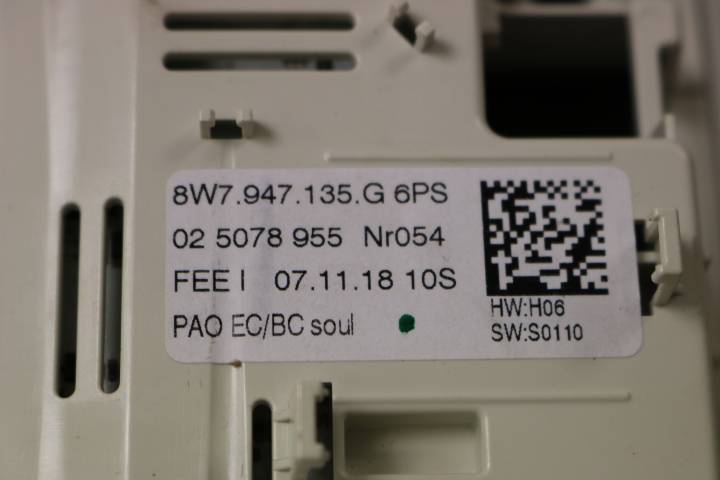 8W7.947.135.G 6PS
02 5078 955 Nr054
FEE I 07.11.18 10S
PAO EC/BC soul
HW:H06
SW:S0110